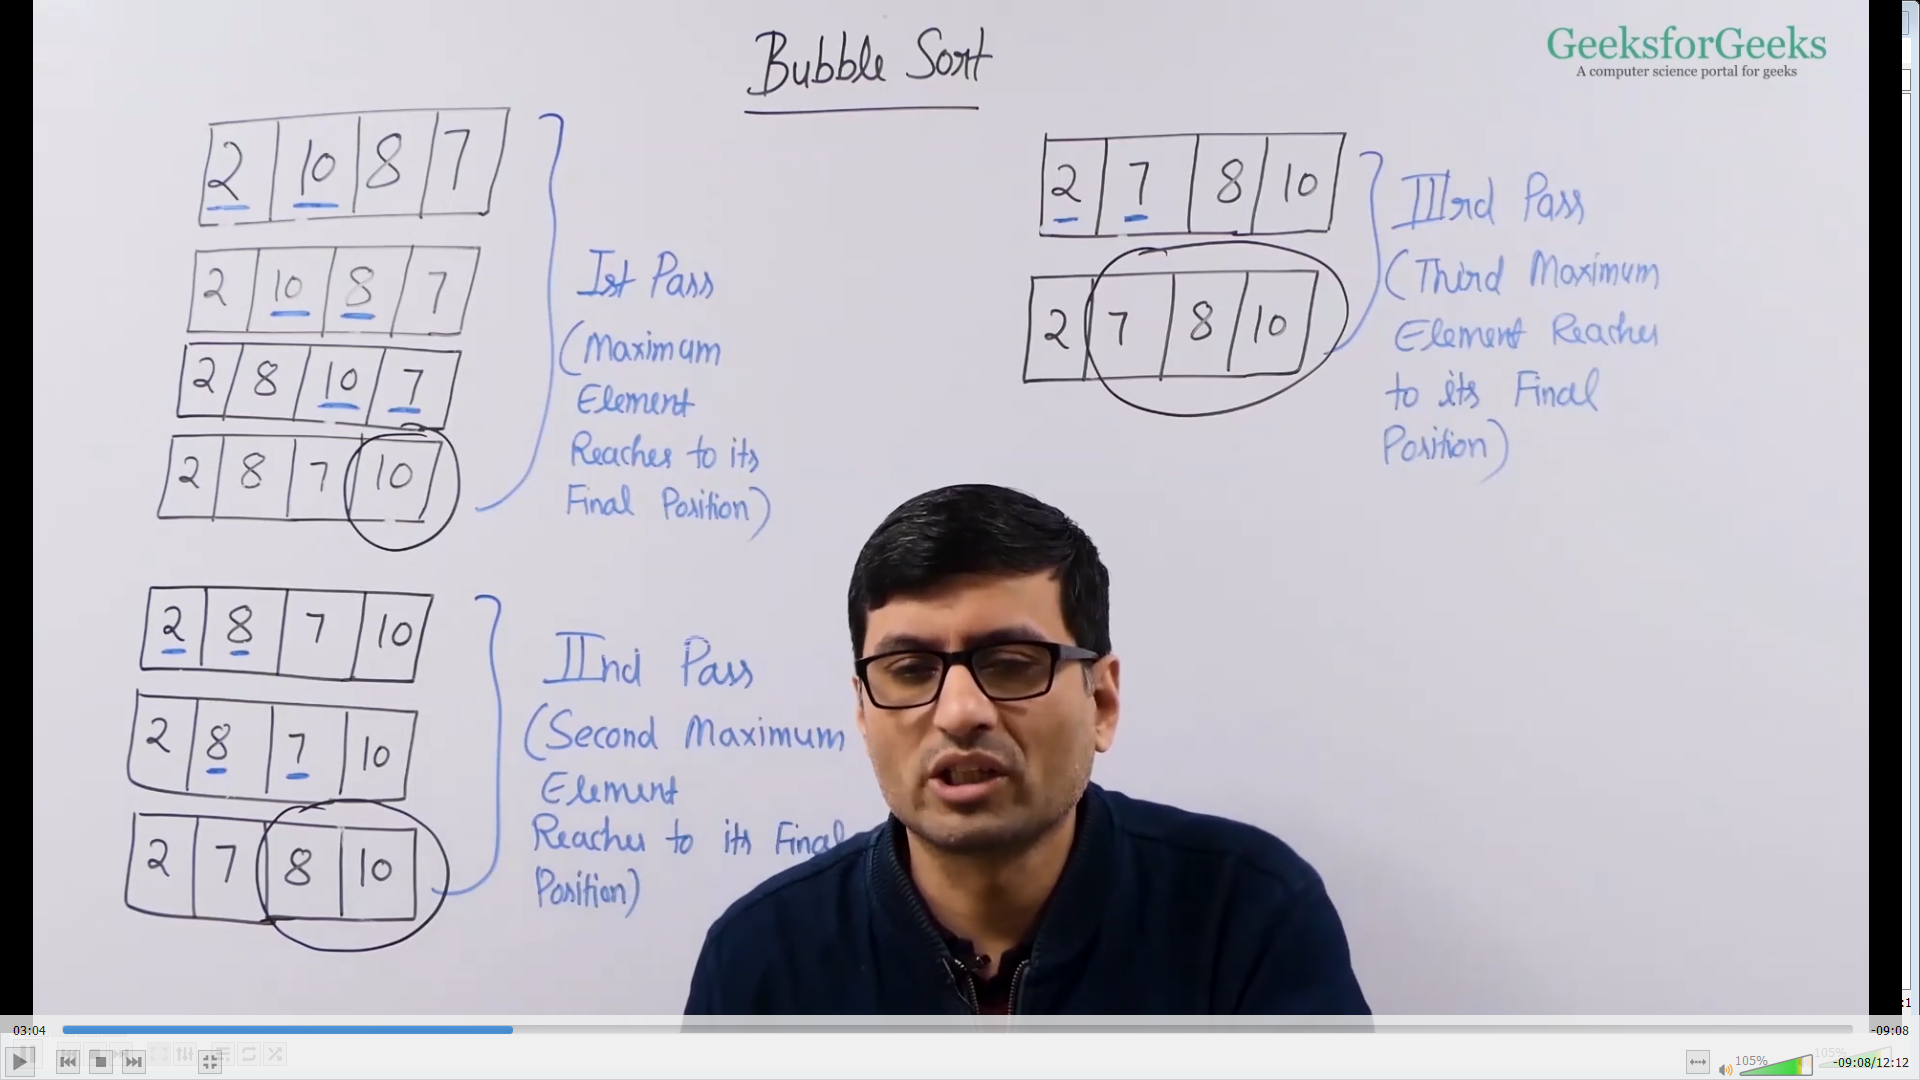 Bubble Sort
GeeksforGeeks
A computer science portal for geeks
2 10 8 7
2 10 8 7
2 8 10 7
2 8 7 10
Ist Pass
(Maximum
Element
Reaches to its
Final Position)
2 8 7 10
2 8 7 10
2 7 8 10
IInd Pass
(Second Maximum
Element
Reaches to its Final
Position)
2 7 8 10
2 7 8 10
IIIrd Pass
(Third Maximum
Element Reaches
to its Final
Position)
:1
03:04
-09:08
105%
-09:08/12:12